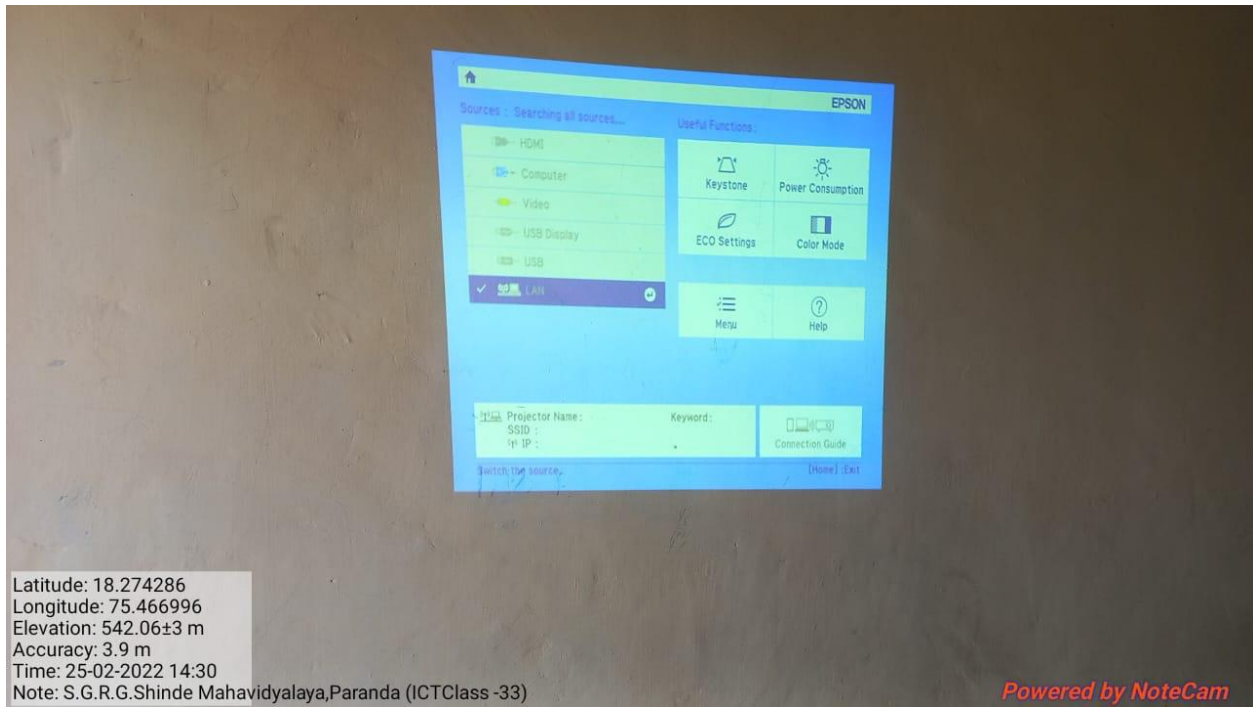 EPSON
Sources : Searching all sources...
HDMI
Computer
Video
USB Display
USB
LAN
Useful Functions :
Keystone
Power Consumption
ECO Settings
Color Mode
Menu
Help
Projector Name :
Keyword :
SSID :
IP :
Connection Guide
Switch the source.
[Home] :Exit
Latitude: 18.274286
Longitude: 75.466996
Elevation: 542.06±3 m
Accuracy: 3.9 m
Time: 25-02-2022 14:30
Note: S.G.R.G.Shinde Mahavidyalaya,Paranda (ICTClass -33)
Powered by NoteCam